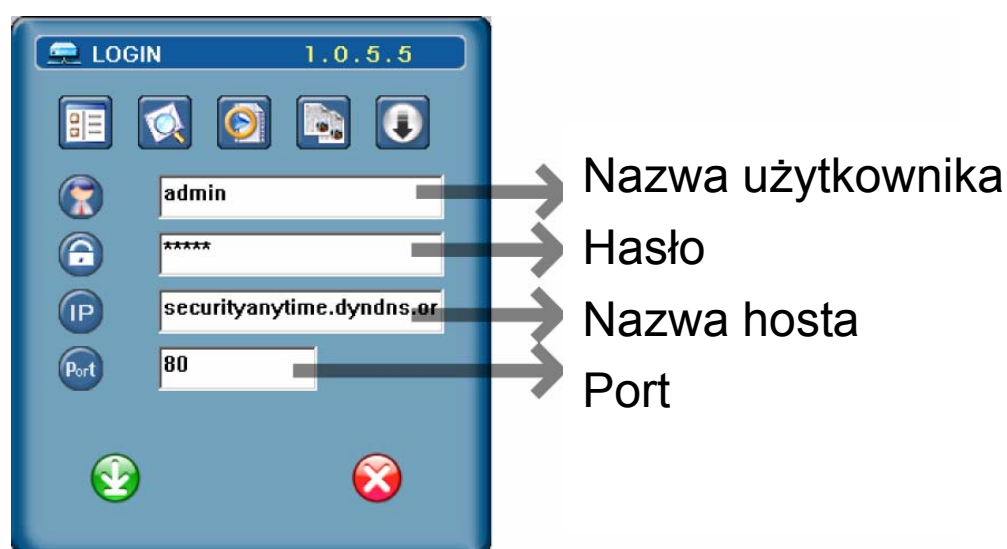 LOGIN 1.0.5.5
admin Nazwa użytkownika
***** Hasło
IP securityanytime.dyndns.or Nazwa hosta
Port 80 Port